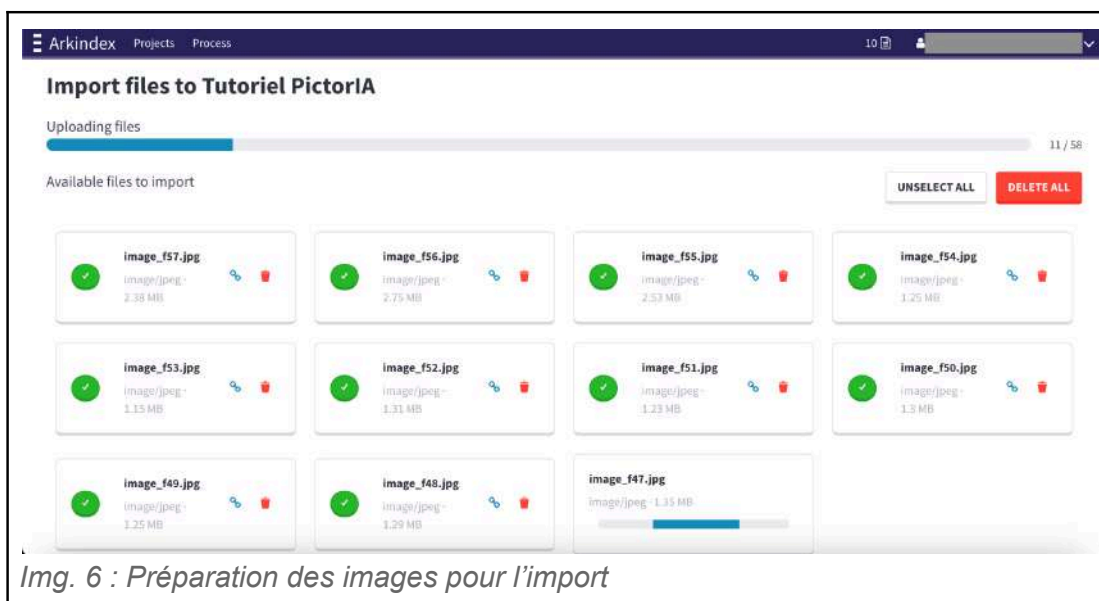 Arkindex Projects Process 10
Import files to Tutoriel PictorIA
Uploading files
11 / 58
Available files to import
UNSELECT ALL DELETE ALL
image_f57.jpg image_f56.jpg image_f55.jpg image_f54.jpg
image/jpeg - image/jpeg - image/jpeg - image/jpeg -
2.38 MB 2.75 MB 2.53 MB 1.25 MB
image_f53.jpg image_f52.jpg image_f51.jpg image_f50.jpg
image/jpeg - image/jpeg - image/jpeg - image/jpeg -
1.15 MB 1.31 MB 1.23 MB 1.3 MB
image_f49.jpg image_f48.jpg image_f47.jpg
image/jpeg - image/jpeg - image/jpeg - 1.35 MB
1.25 MB 1.29 MB
Img. 6 : Préparation des images pour l’import